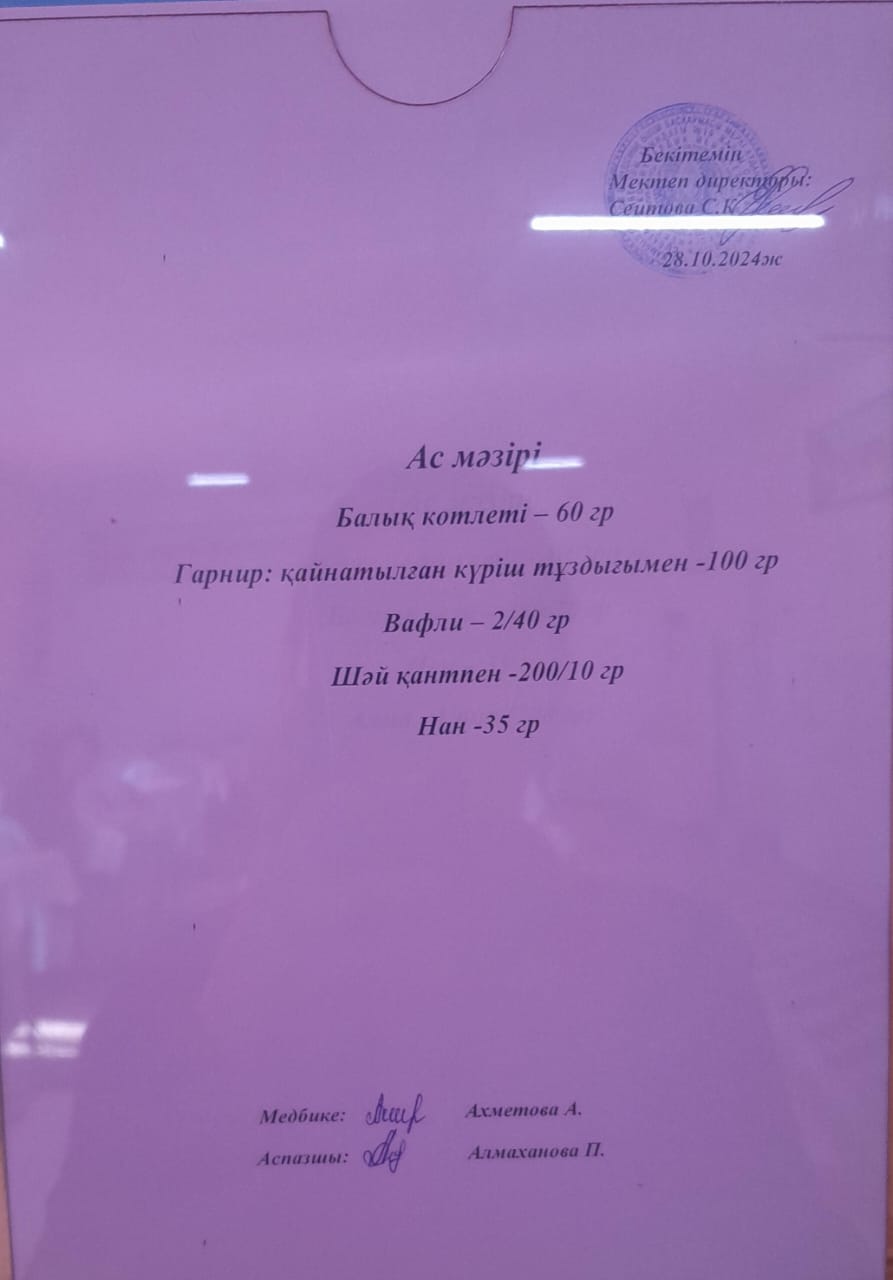 Бекітемін
Мектеп директоры:
Сеитова С.К
28.10.2024ж
Ас мәзірі
Балық котлеті – 60 гр
Гарнир: қайнатылған күріш тұздығымен -100 гр
Вафли – 2/40 гр
Шәй қантпен -200/10 гр
Нан -35 гр
Медбике: Ахметова А.
Аспазшы: Алмаханова П.